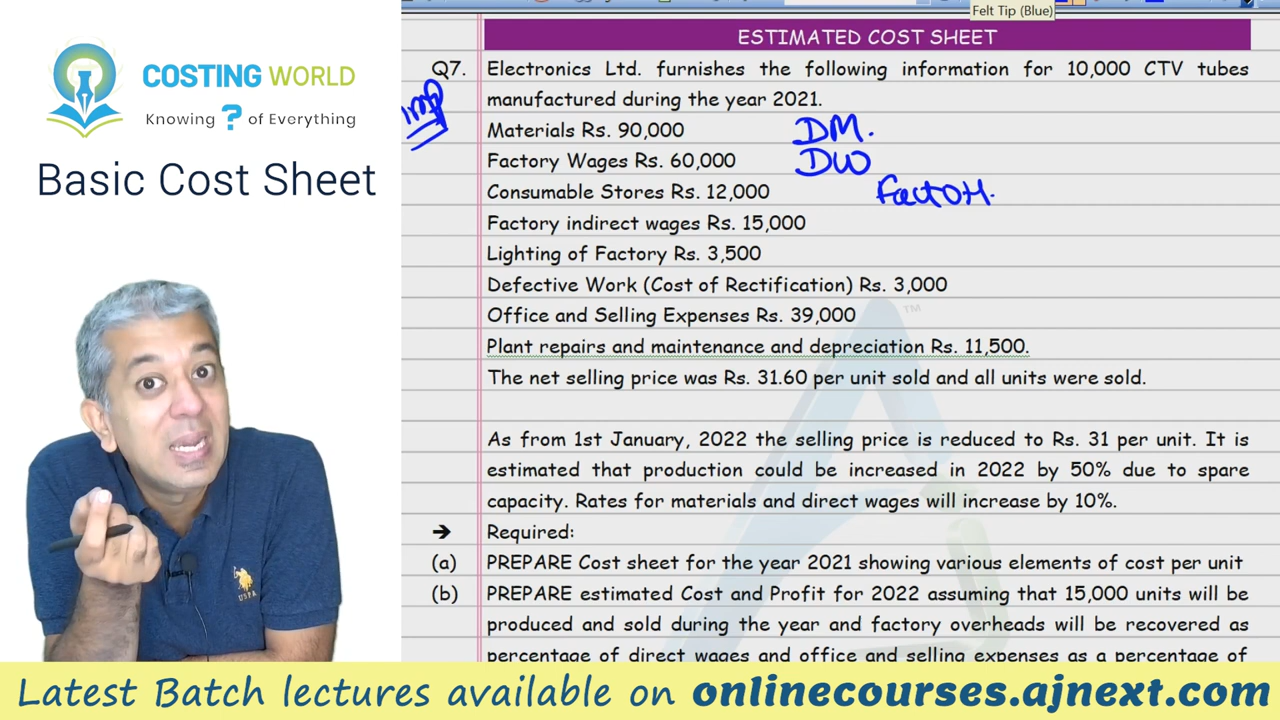 Felt Tip (Blue)
ESTIMATED COST SHEET
COSTING WORLD
Knowing ? of Everything
Basic Cost Sheet
Imp
Q7. Electronics Ltd. furnishes the following information for 10,000 CTV tubes
manufactured during the year 2021.
Materials Rs. 90,000 DM.
Factory Wages Rs. 60,000 DW
Consumable Stores Rs. 12,000 Fact OH.
Factory indirect wages Rs. 15,000
Lighting of Factory Rs. 3,500
Defective Work (Cost of Rectification) Rs. 3,000
Office and Selling Expenses Rs. 39,000
Plant repairs and maintenance and depreciation Rs. 11,500.
The net selling price was Rs. 31.60 per unit sold and all units were sold.
As from 1st January, 2022 the selling price is reduced to Rs. 31 per unit. It is
estimated that production could be increased in 2022 by 50% due to spare
capacity. Rates for materials and direct wages will increase by 10%.
➔ Required:
(a) PREPARE Cost sheet for the year 2021 showing various elements of cost per unit
(b) PREPARE estimated Cost and Profit for 2022 assuming that 15,000 units will be
produced and sold during the year and factory overheads will be recovered as
percentage of direct wages and office and selling expenses as a percentage of
TM
USPA
Latest Batch lectures available on onlinecourses.ajnext.com